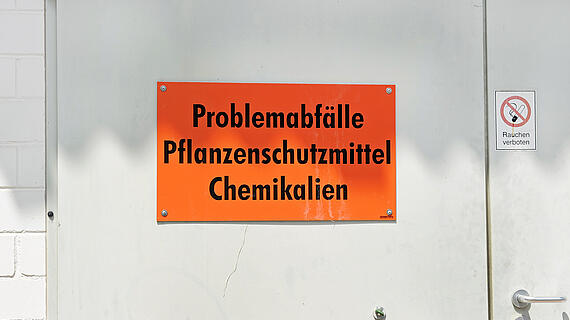 Problemabfälle
Pflanzenschutzmittel
Chemikalien
Rauchen
verboten